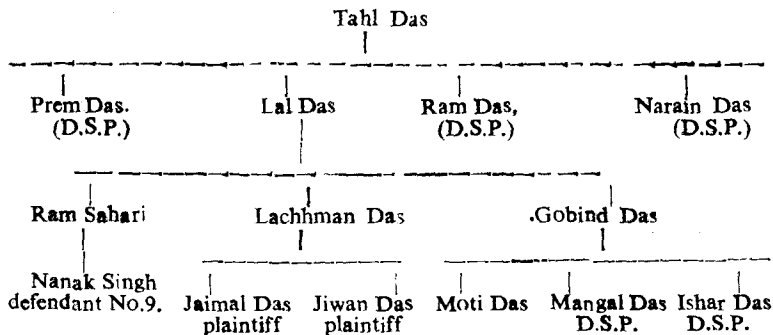 Tahl Das
Prem Das. Lal Das Ram Das, Narain Das
(D.S.P.) (D.S.P.) (D.S.P.)
Ram Sahari Lachhman Das .Gobind Das
Nanak Singh
defendant No.9. Jaimal Das Jiwan Das Moti Das Mangal Das Ishar Das
plaintiff plaintiff D.S.P. D.S.P.